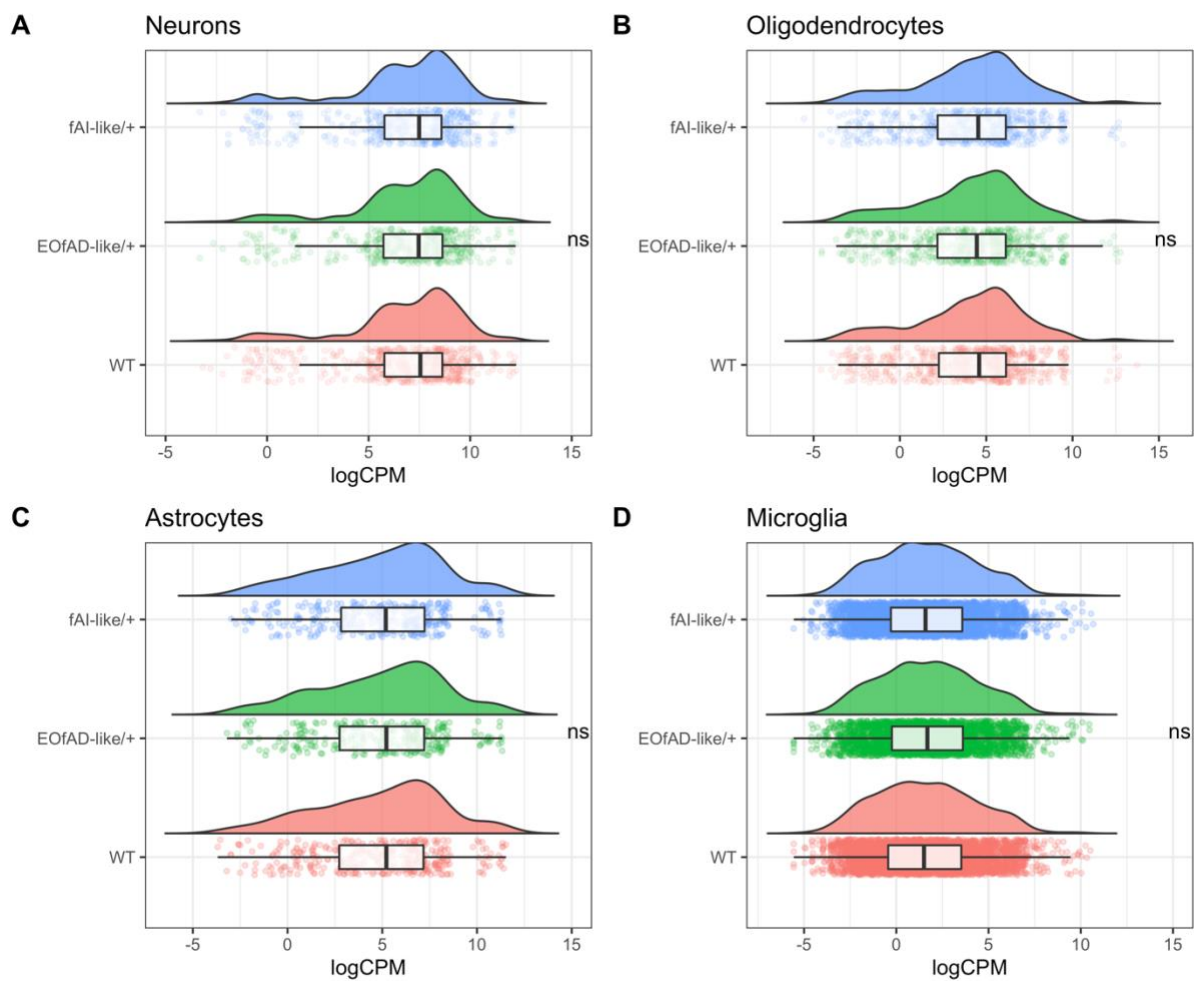 A Neurons
fAI-like/+
EOfAD-like/+
ns
WT
-5 0 5 10 15
logCPM
B Oligodendrocytes
fAI-like/+
EOfAD-like/+
ns
WT
-5 0 5 10 15
logCPM
C Astrocytes
fAI-like/+
EOfAD-like/+
ns
WT
-5 0 5 10 15
logCPM
D Microglia
fAI-like/+
EOfAD-like/+
ns
WT
-5 0 5 10 15
logCPM